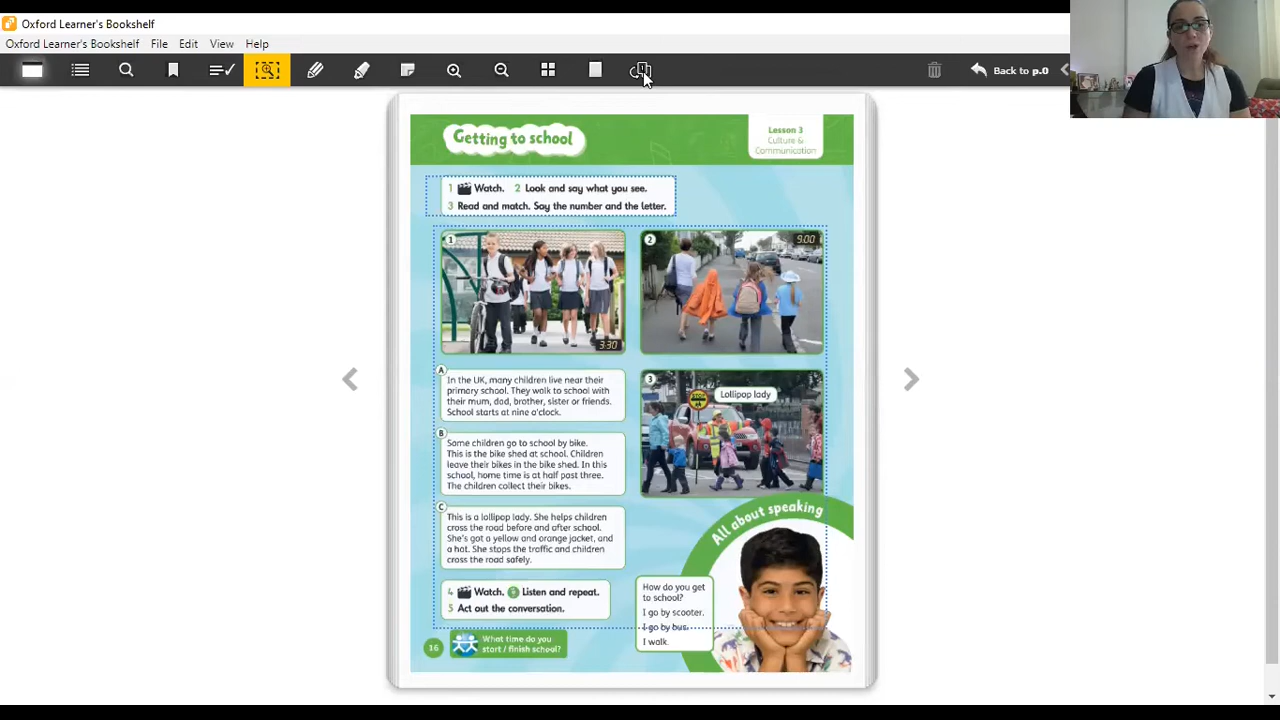 Oxford Learner's Bookshelf
Oxford Learner's Bookshelf File Edit View Help
Back to p.0
Getting to school
Lesson 3
Culture &
Communication
1 Watch. 2 Look and say what you see.
3 Read and match. Say the number and the letter.
1
3:30
2
9:00
A
In the UK, many children live near their
primary school. They walk to school with
their mum, dad, brother, sister or friends.
School starts at nine o'clock.
3
Lollipop lady
B
Some children go to school by bike.
This is the bike shed at school. Children
leave their bikes in the bike shed. In this
school, home time is at half past three.
The children collect their bikes.
C
This is a lollipop lady. She helps children
cross the road before and after school.
She's got a yellow and orange jacket, and
a hat. She stops the traffic and children
cross the road safely.
All about speaking
4 Watch. Listen and repeat.
5 Act out the conversation.
How do you get
to school?
I go by scooter.
I go by bus.
I walk.
16
What time do you
start / finish school?